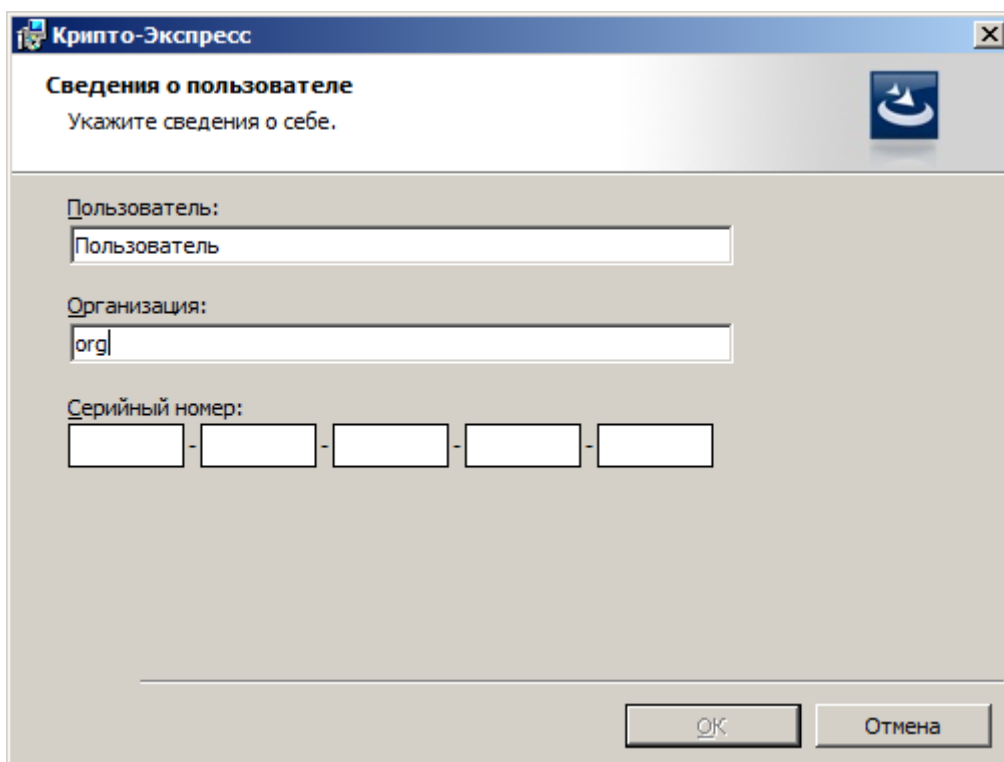 Крипто-Экспресс
Сведения о пользователе
Укажите сведения о себе.
Пользователь:
Пользователь
Организация:
org
Серийный номер:
- - - -
OK Отмена